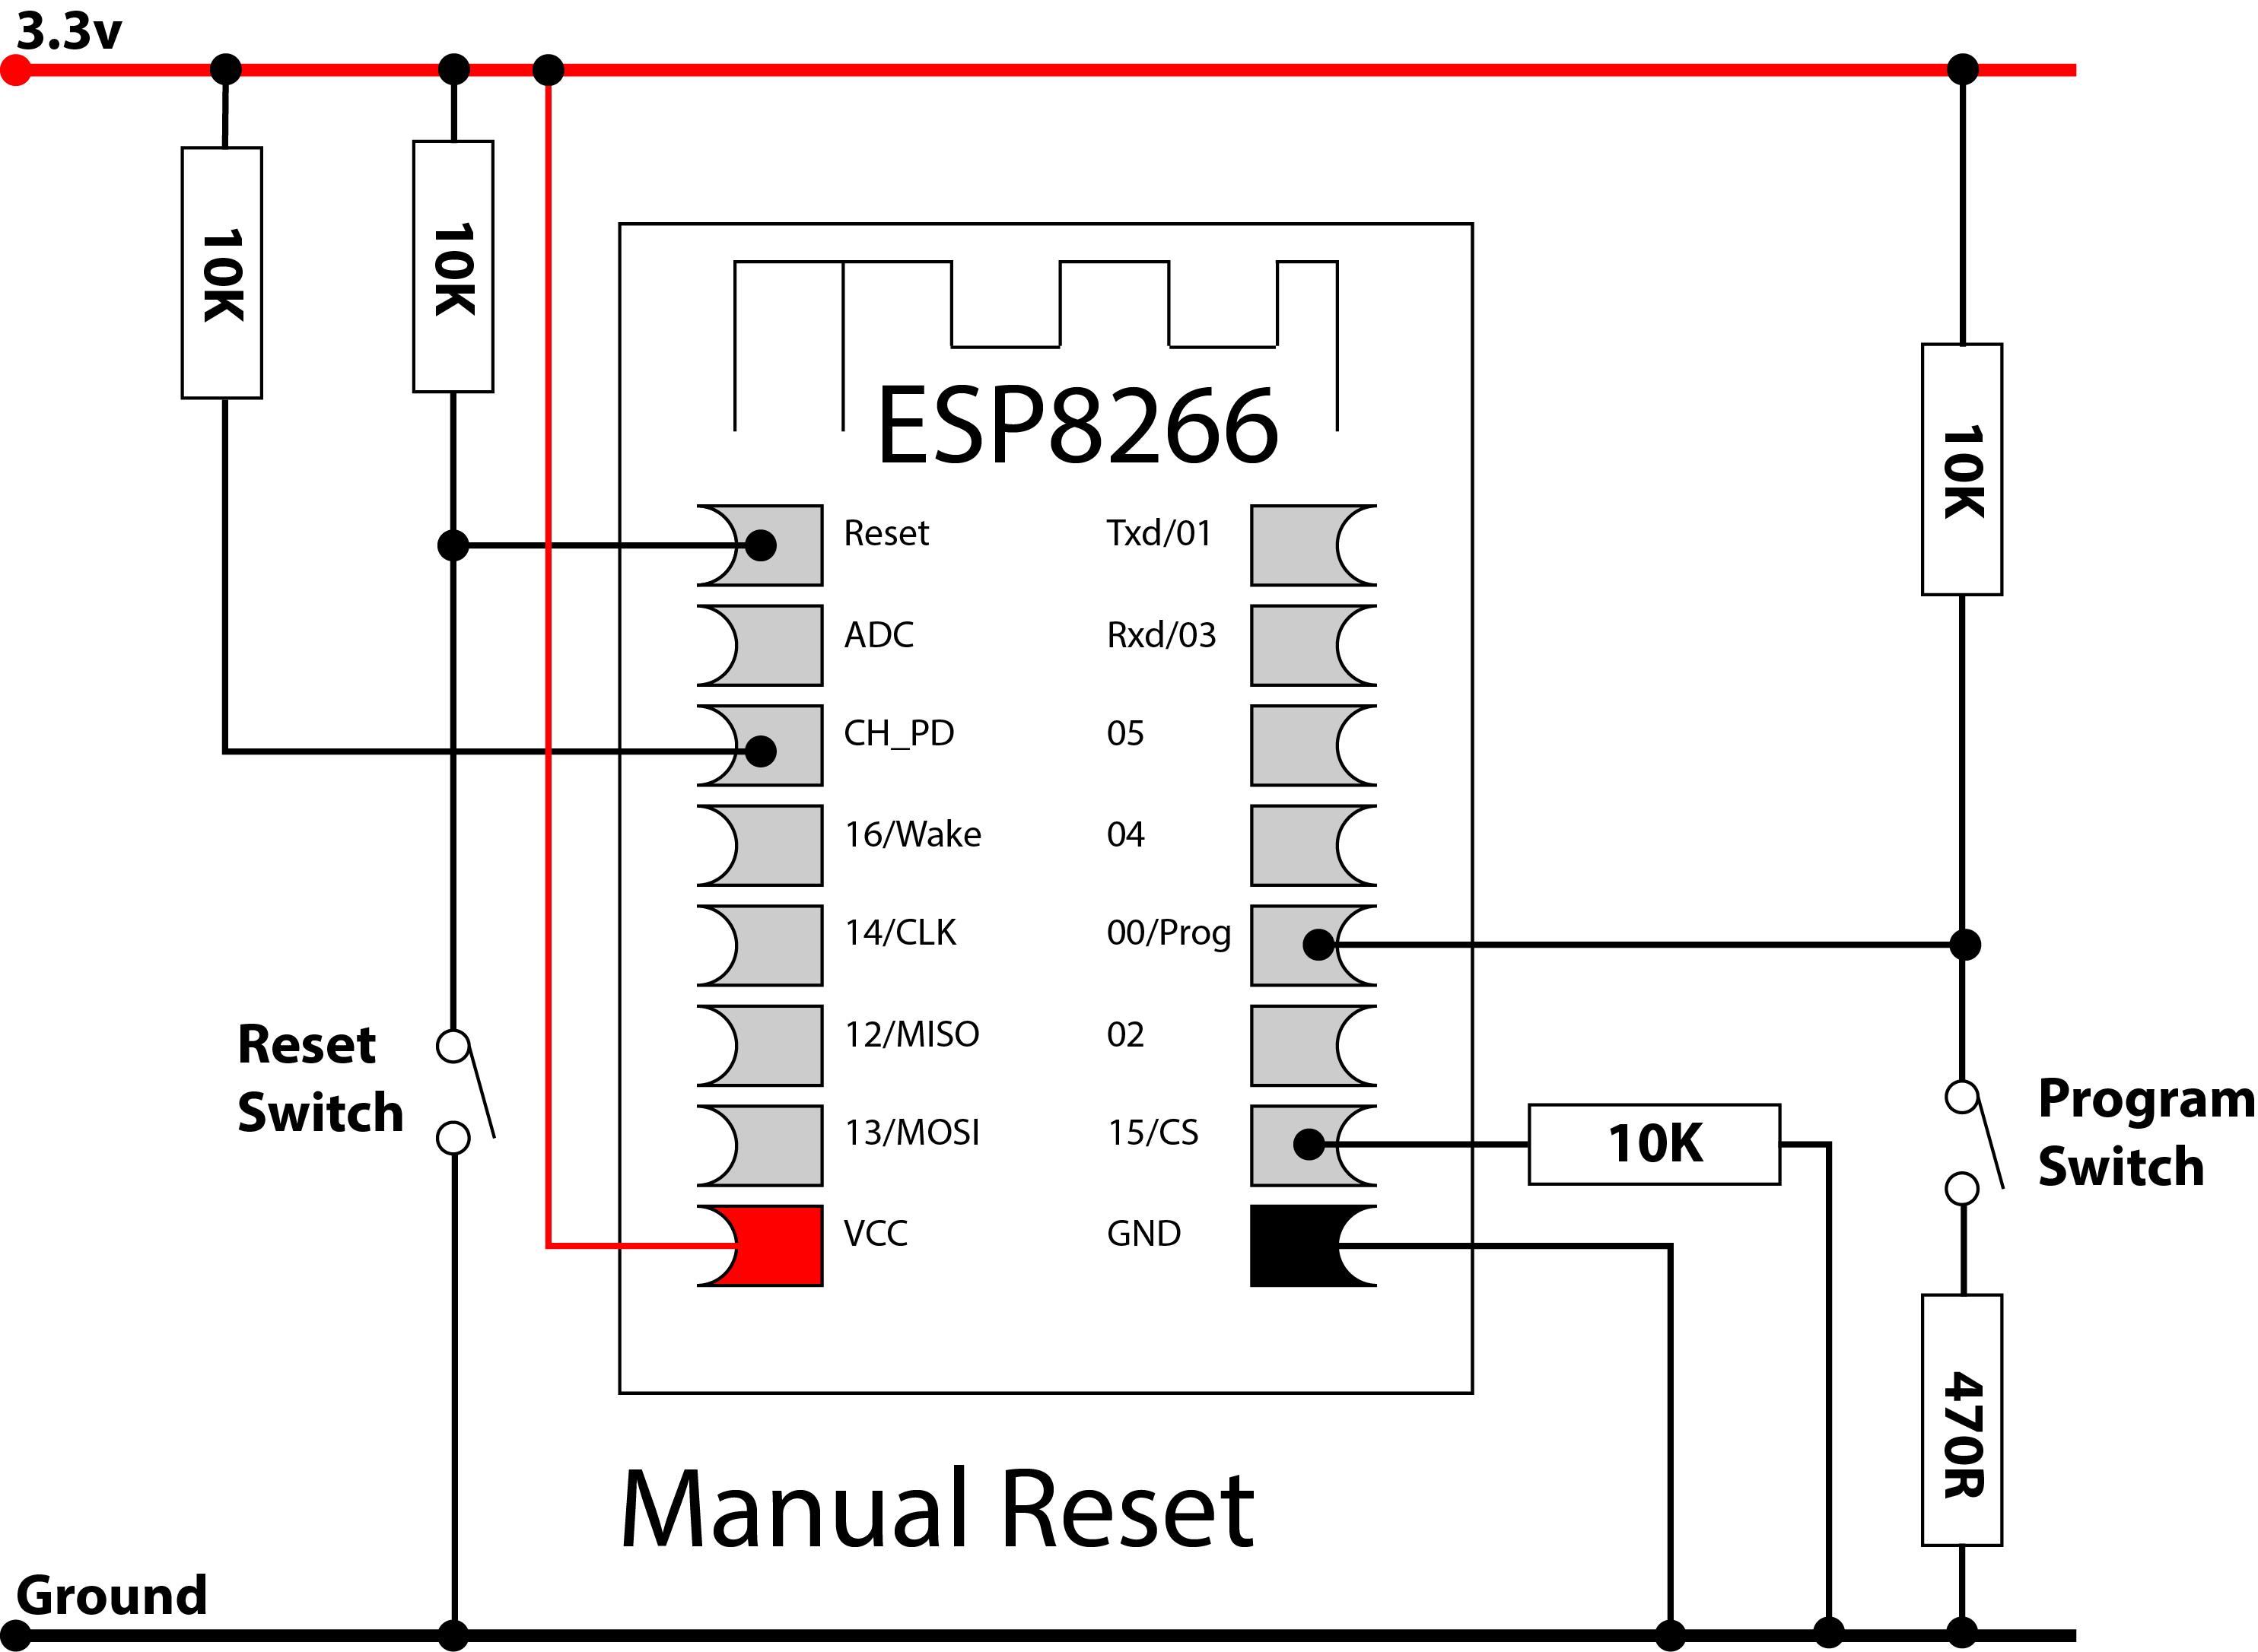 3.3v
10K
10K
10K
ESP8266
Reset
Txd/01
ADC
Rxd/03
CH_PD
05
16/Wake
04
14/CLK
00/Prog
12/MISO
02
13/MOSI
15/CS
VCC
GND
Reset
Switch
10K
Program
Switch
470R
Manual Reset
Ground